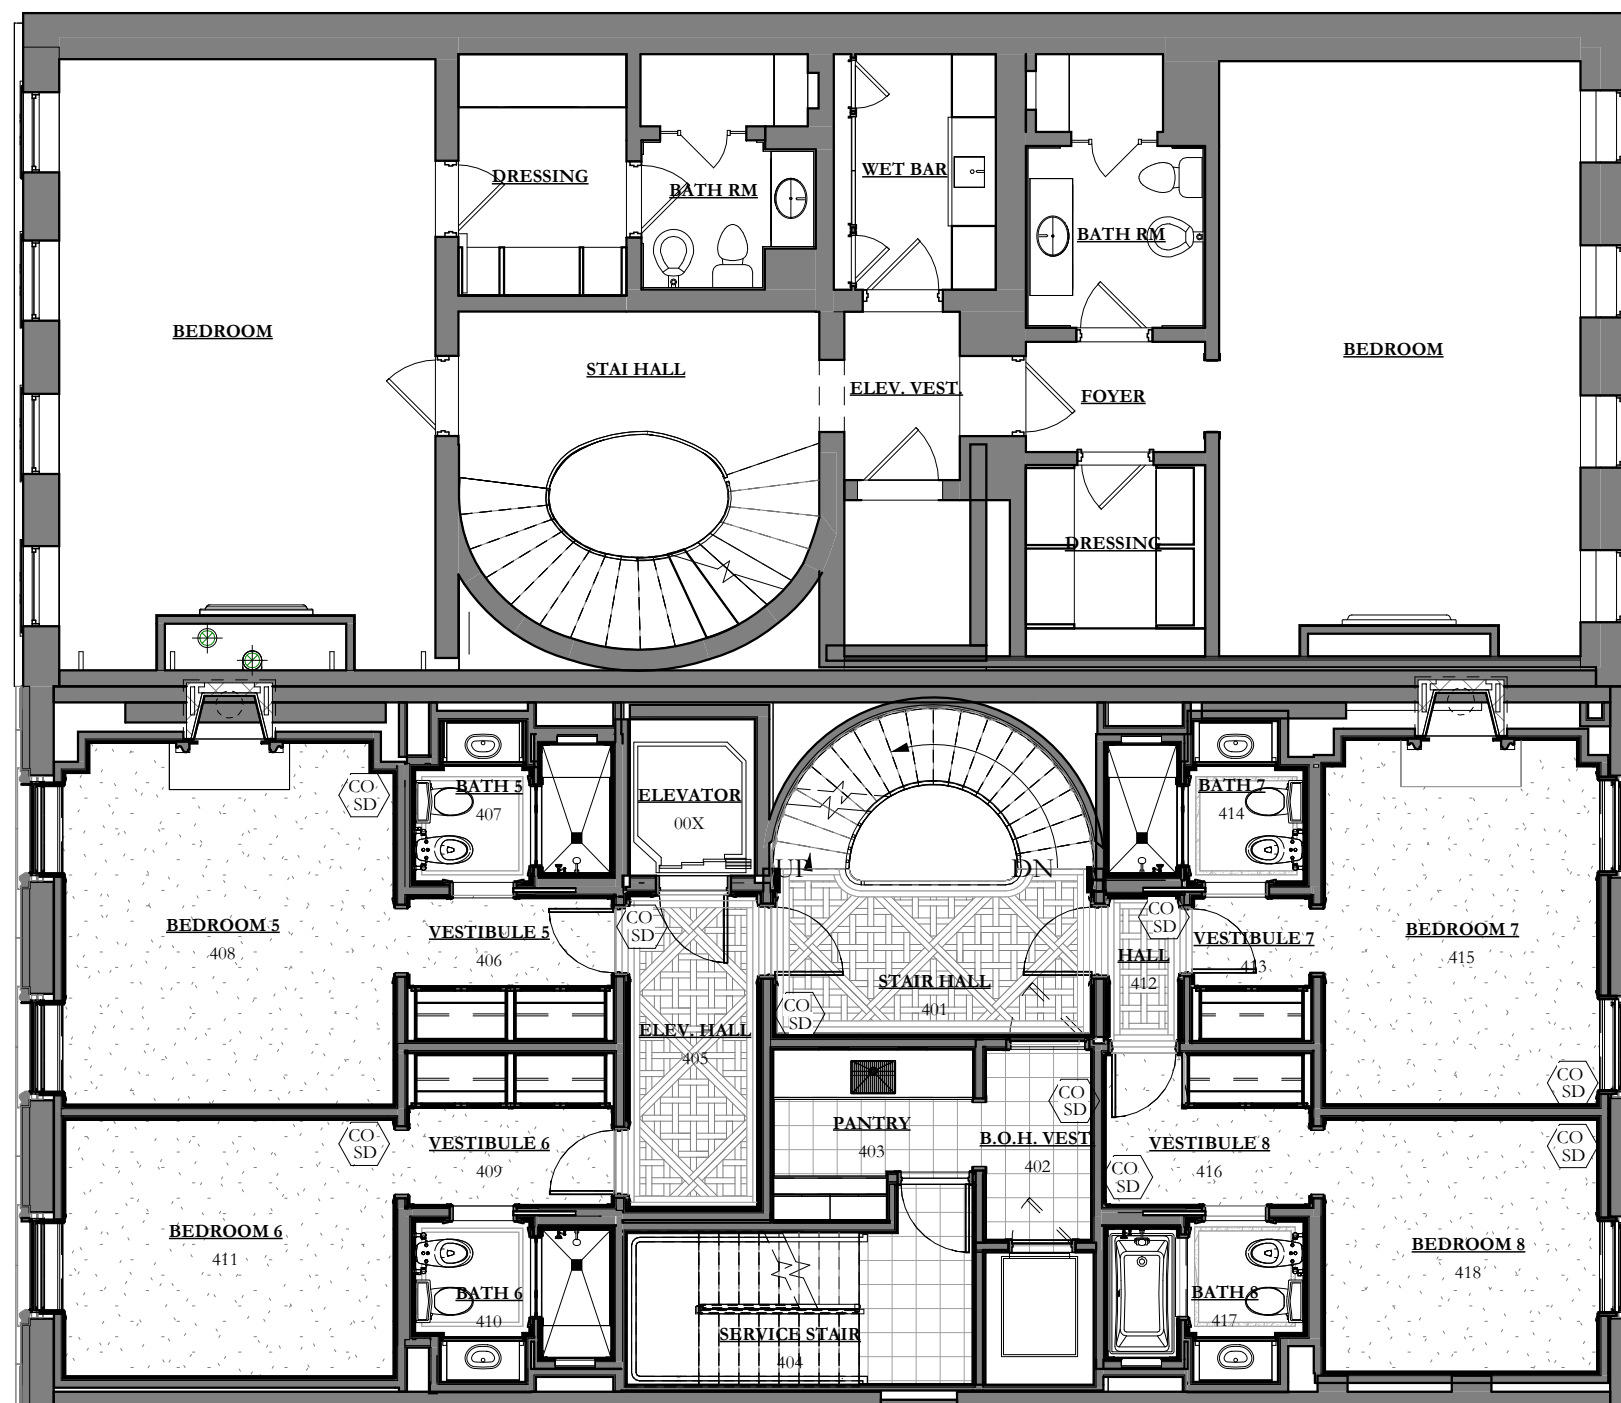 DRESSING
BATH RM
WET BAR
BATH RM
BEDROOM
STAI HALL
ELEV. VEST.
FOYER
BEDROOM
DRESSING
BATH 5
407
ELEVATOR
00X
BATH 7
414
CO
SD
UP
DN
BEDROOM 5
408
VESTIBULE 5
406
CO
SD
STAIR HALL
401
CO
SD
HALL
412
CO
SD
VESTIBULE 7
413
BEDROOM 7
415
ELEV. HALL
405
CO
SD
CO
SD
PANTRY
403
B.O.H. VEST.
402
CO
SD
VESTIBULE 6
409
VESTIBULE 8
416
CO
SD
CO
SD
BEDROOM 6
411
BEDROOM 8
418
BATH 6
410
BATH 8
417
SERVICE STAIR
404